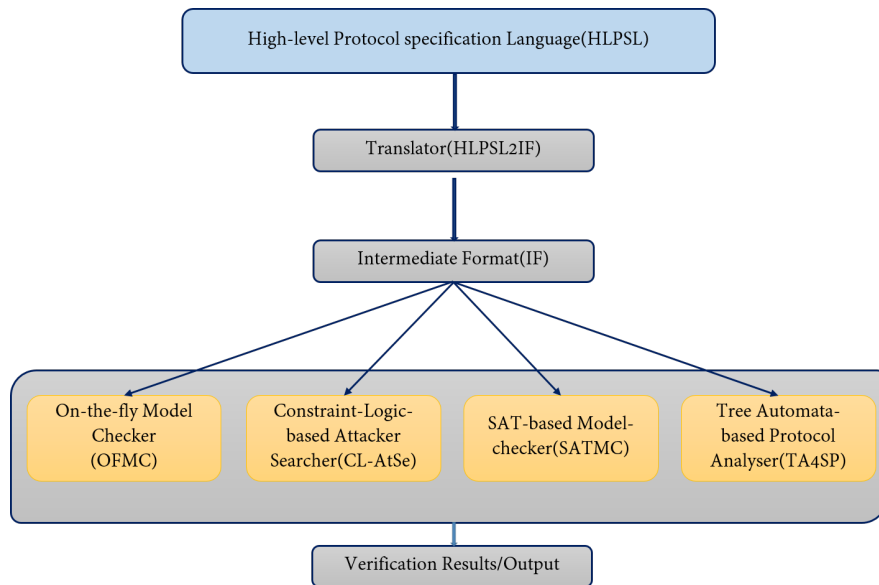 High-level Protocol specification Language(HLPSL)
Translator(HLPSL2IF)
Intermediate Format(IF)
On-the-fly Model
Checker
(OFMC)
Constraint-Logic-
based Attacker
Searcher(CL-AtSe)
SAT-based Model-
checker(SATMC)
Tree Automata-
based Protocol
Analyser(TA4SP)
Verification Results/Output